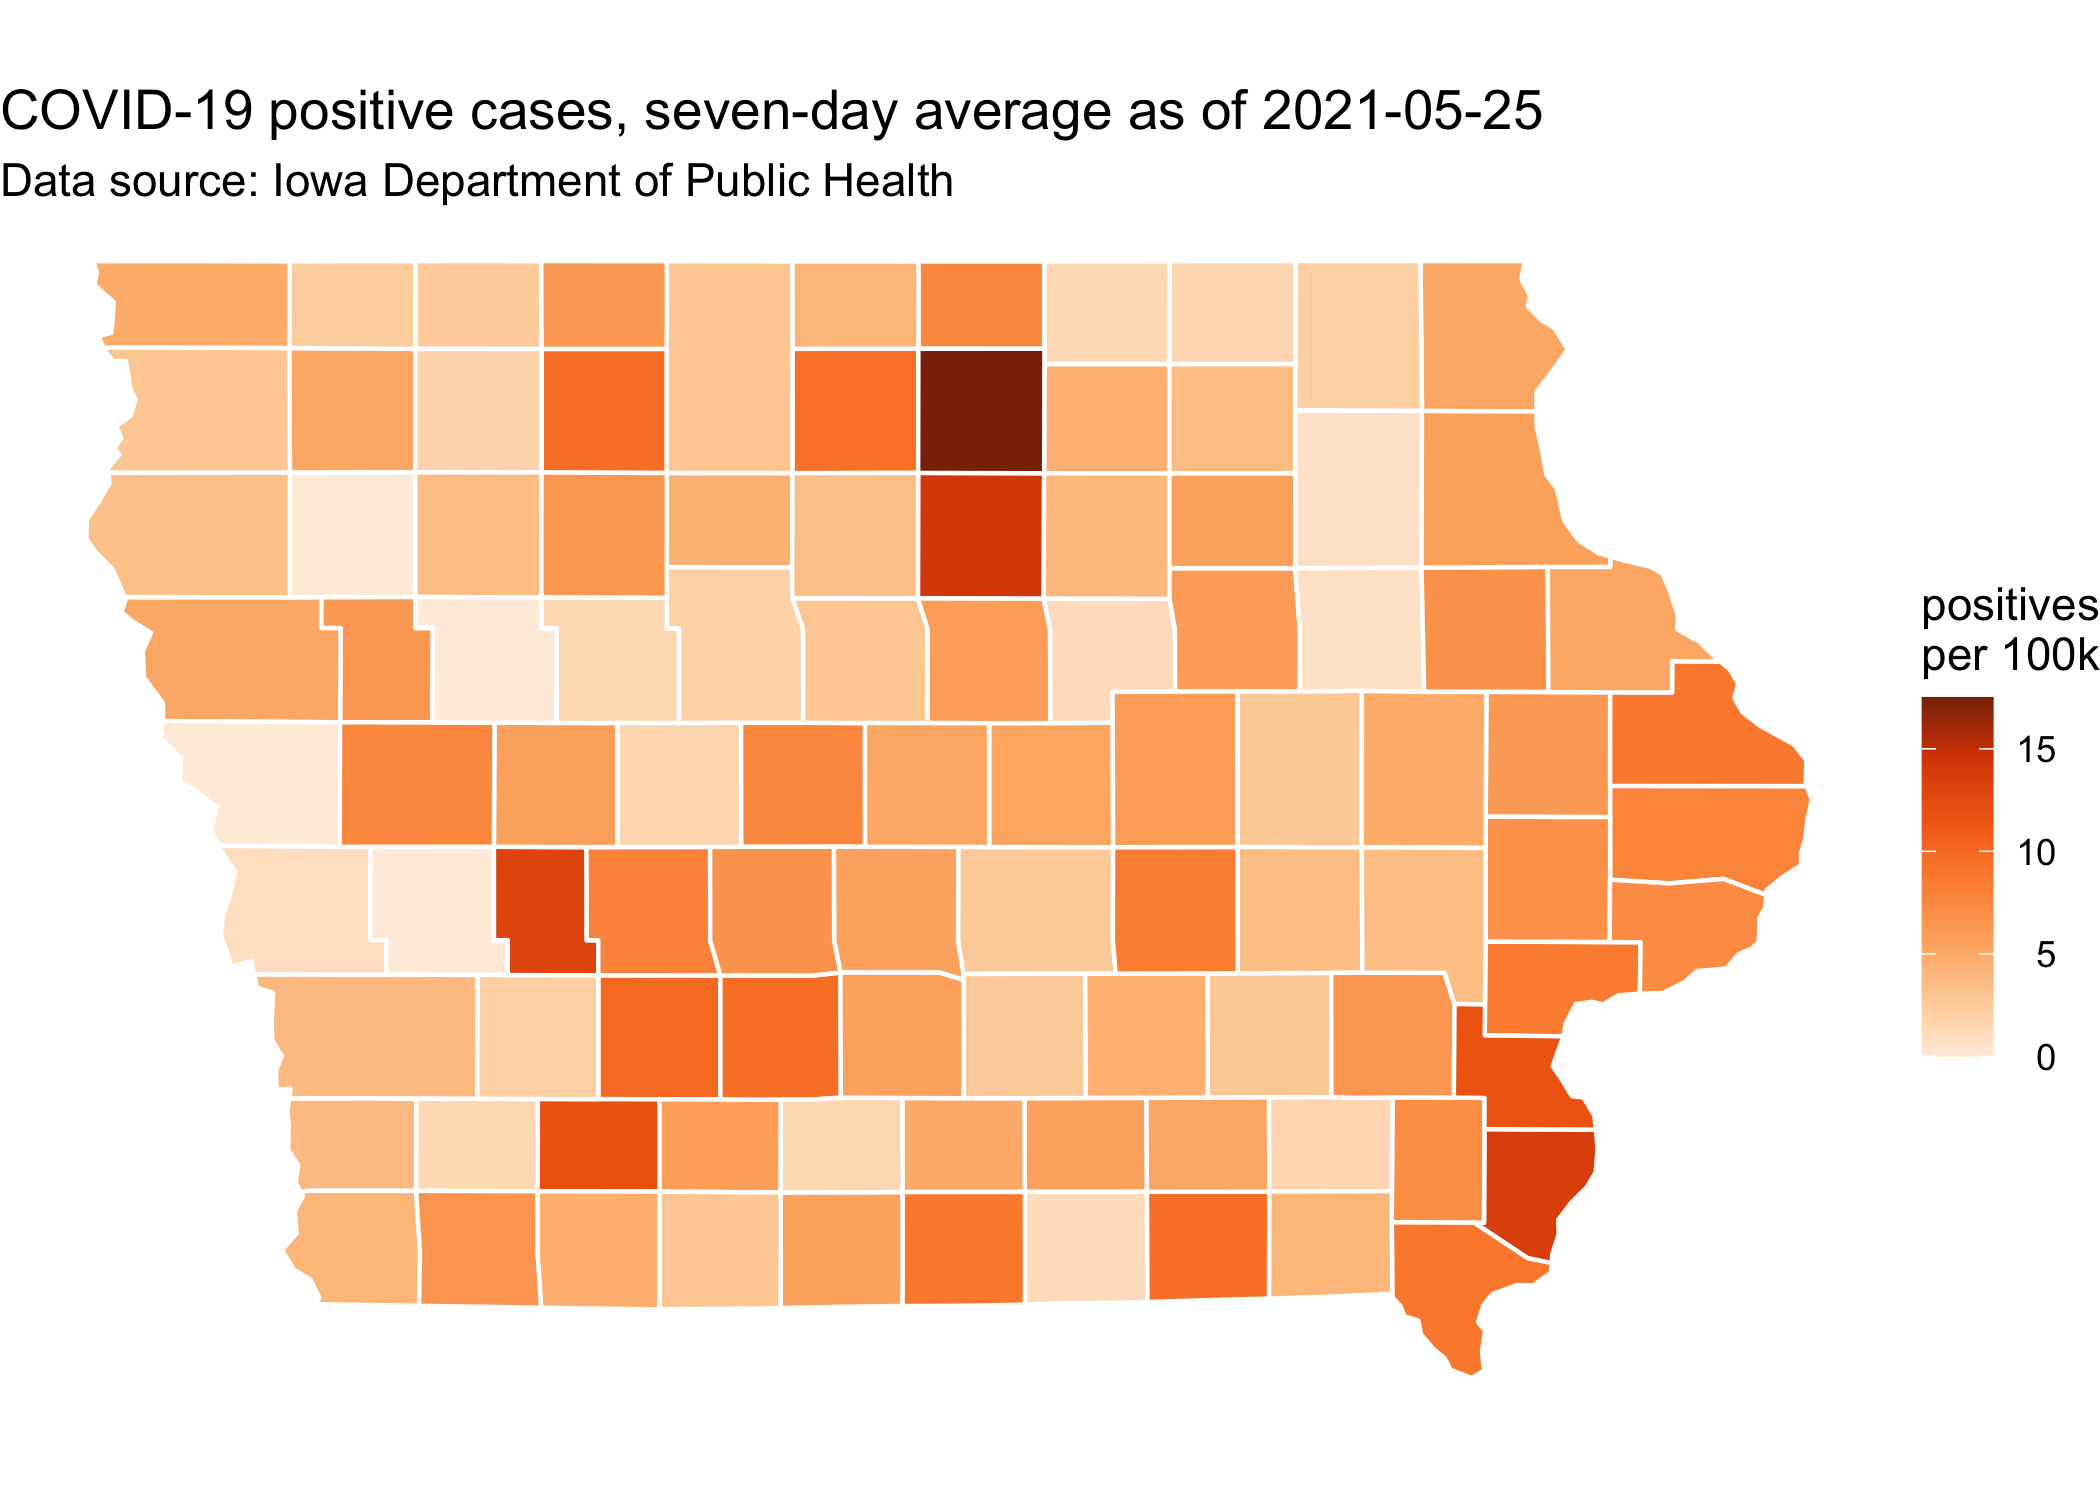 COVID-19 positive cases, seven-day average as of 2021-05-25
Data source: Iowa Department of Public Health
positives
per 100k
15
10
5
0